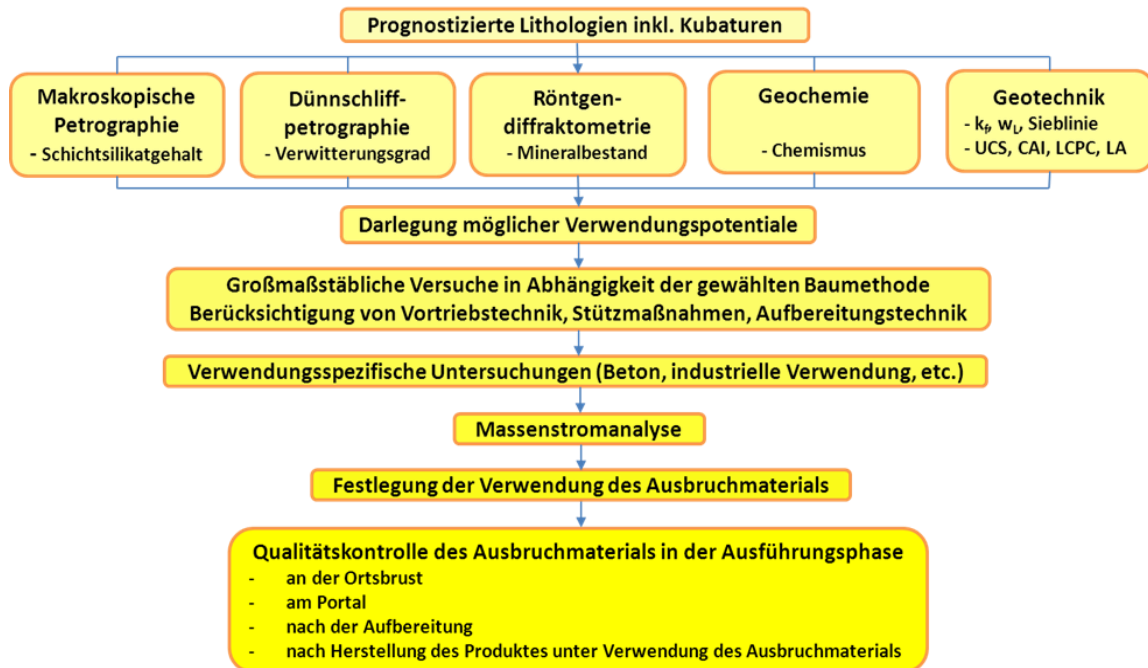 Prognostizierte Lithologien inkl. Kubaturen
Makroskopische
Petrographie
- Schichtsilikatgehalt
Dünnschliff-
petrographie
- Verwitterungsgrad
Röntgen-
diffraktometrie
- Mineralbestand
Geochemie
- Chemismus
Geotechnik
- kf, wL, Sieblinie
- UCS, CAI, LCPC, LA
Darlegung möglicher Verwendungspotentiale
Großmaßstäbliche Versuche in Abhängigkeit der gewählten Baumethode
Berücksichtigung von Vortriebstechnik, Stützmaßnahmen, Aufbereitungstechnik
Verwendungsspezifische Untersuchungen (Beton, industrielle Verwendung, etc.)
Massenstromanalyse
Festlegung der Verwendung des Ausbruchmaterials
Qualitätskontrolle des Ausbruchmaterials in der Ausführungsphase
- an der Ortsbrust
- am Portal
- nach der Aufbereitung
- nach Herstellung des Produktes unter Verwendung des Ausbruchmaterials